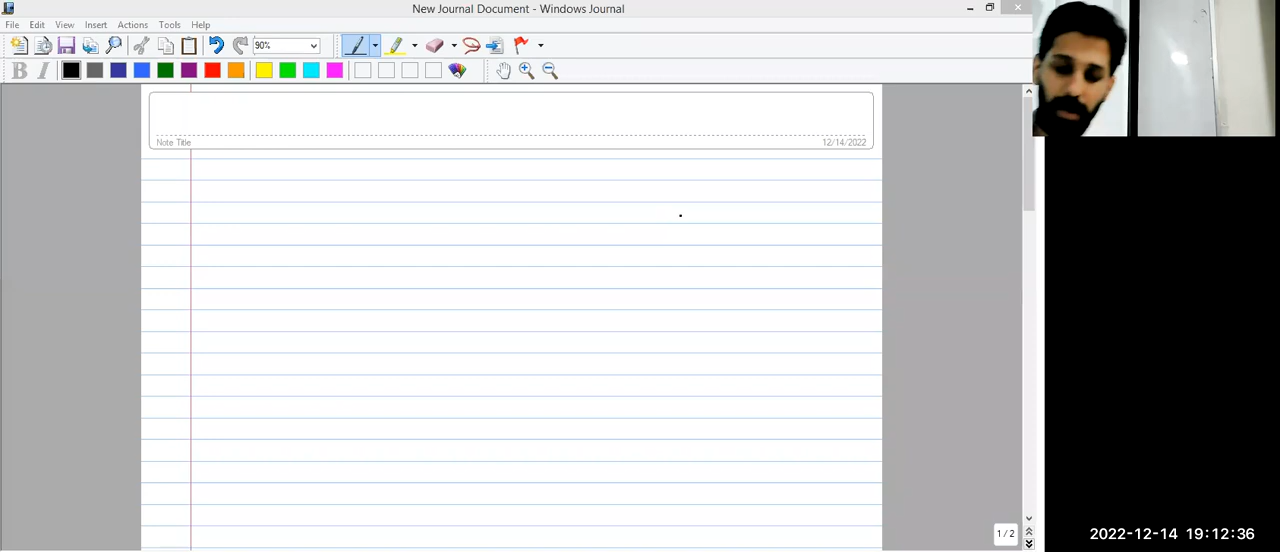 New Journal Document - Windows Journal
File Edit View Insert Actions Tools Help
90%
B I
Note Title 12/14/2022
1 / 2
2022-12-14 19:12:36